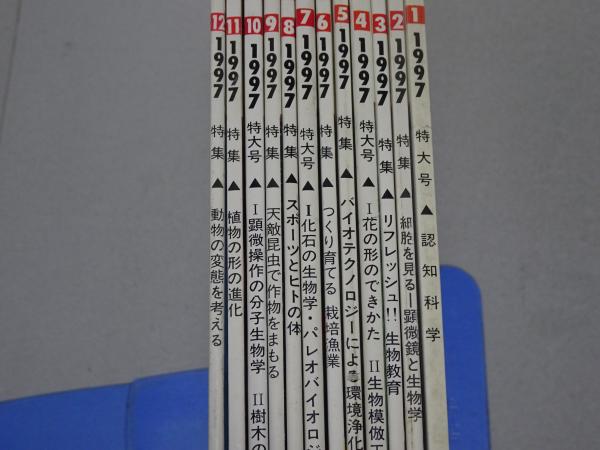 12 1997 特集 ▲ 動物の変態を考える
11 1997 特集 ▲ 植物の形の進化
10 1997 特大号 ▲ I 顕微操作の分子生物学 II 樹木の
9 1997 特集 ▲ 天敵昆虫で作物をまもる
8 1997 特集 ▲ スポーツとヒトの体
7 1997 特大号 ▲ I 化石の生物学・パレオバイオロジ
6 1997 特集 ▲ つくり育てる 栽培漁業
5 1997 特集 ▲ バイオテクノロジーによる環境浄化
4 1997 特大号 ▲ I 花の形のできかた II 生物模倣工
3 1997 特集 ▲ リフレッシュ!! 生物教育
2 1997 特集 ▲ 細胞を見る―顕微鏡と生物学
1 1997 特大号 ▲ 認知科学